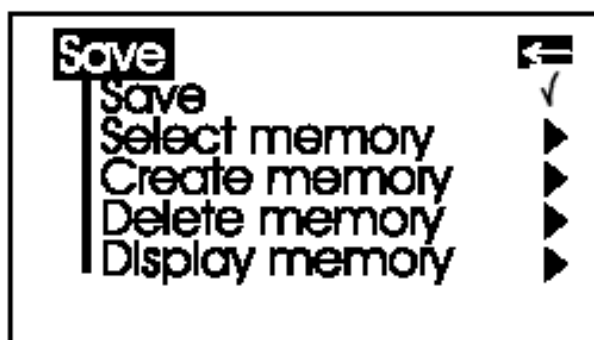 Save
Save
Select memory
Create memory
Delete memory
Display memory